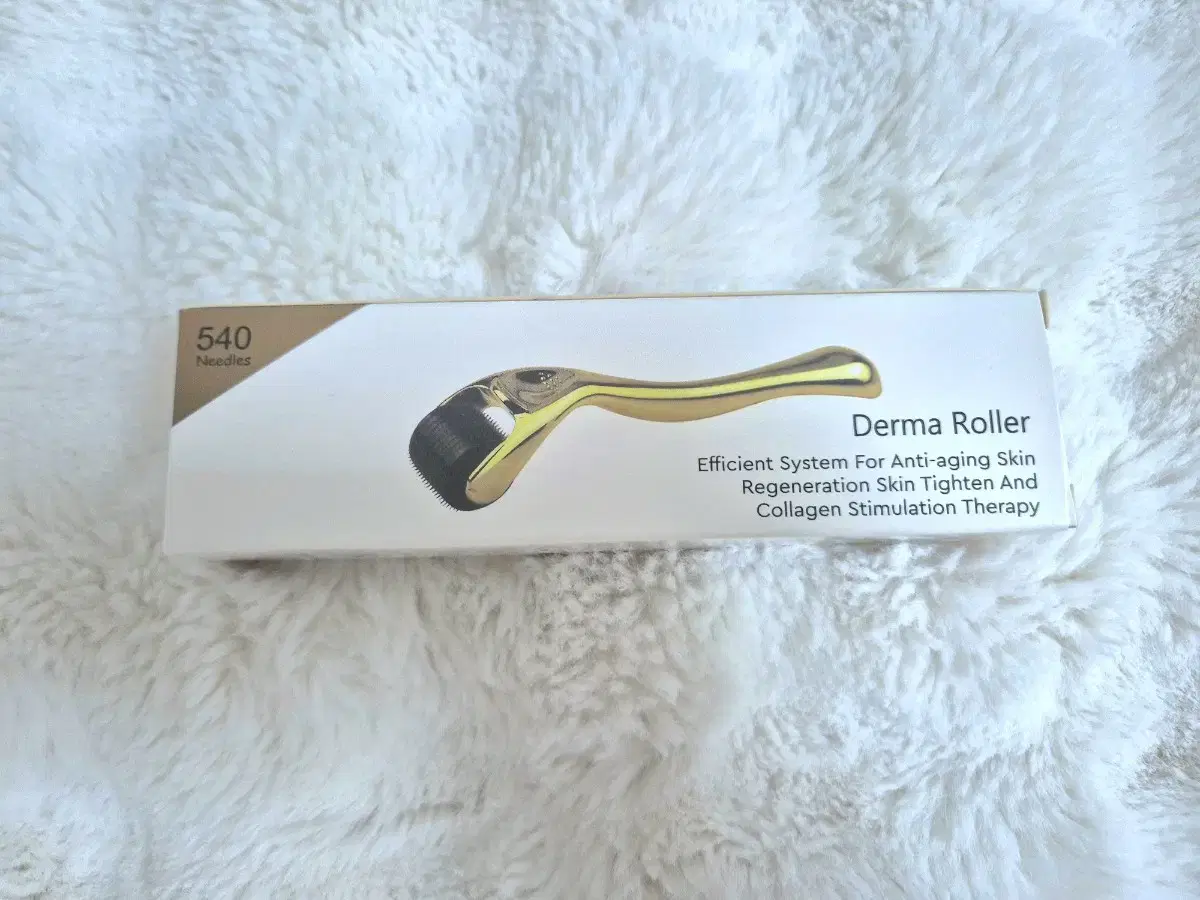 540
Needles
Derma Roller
Efficient System For Anti-aging Skin
Regeneration Skin Tighten And
Collagen Stimulation Therapy